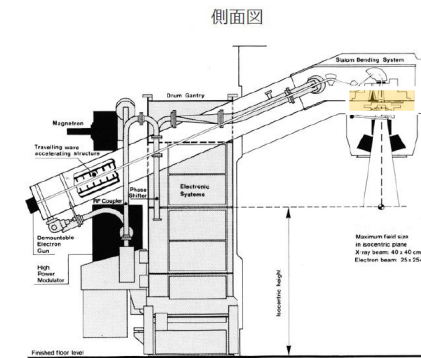 側面図
Slalom Bending System
Drum Gantry
Magnetron
Travelling wave
accelerating structure
Phase
Shifter
Electronic
Systems
RF Coupler
Demountable
Electron
Gun
High
Power
Modulator
Isocentric height
Maximum field size
in isocentric plane
X-ray beam: 40 x 40 cm
Electron beam: 25 x 25
Finished floor level